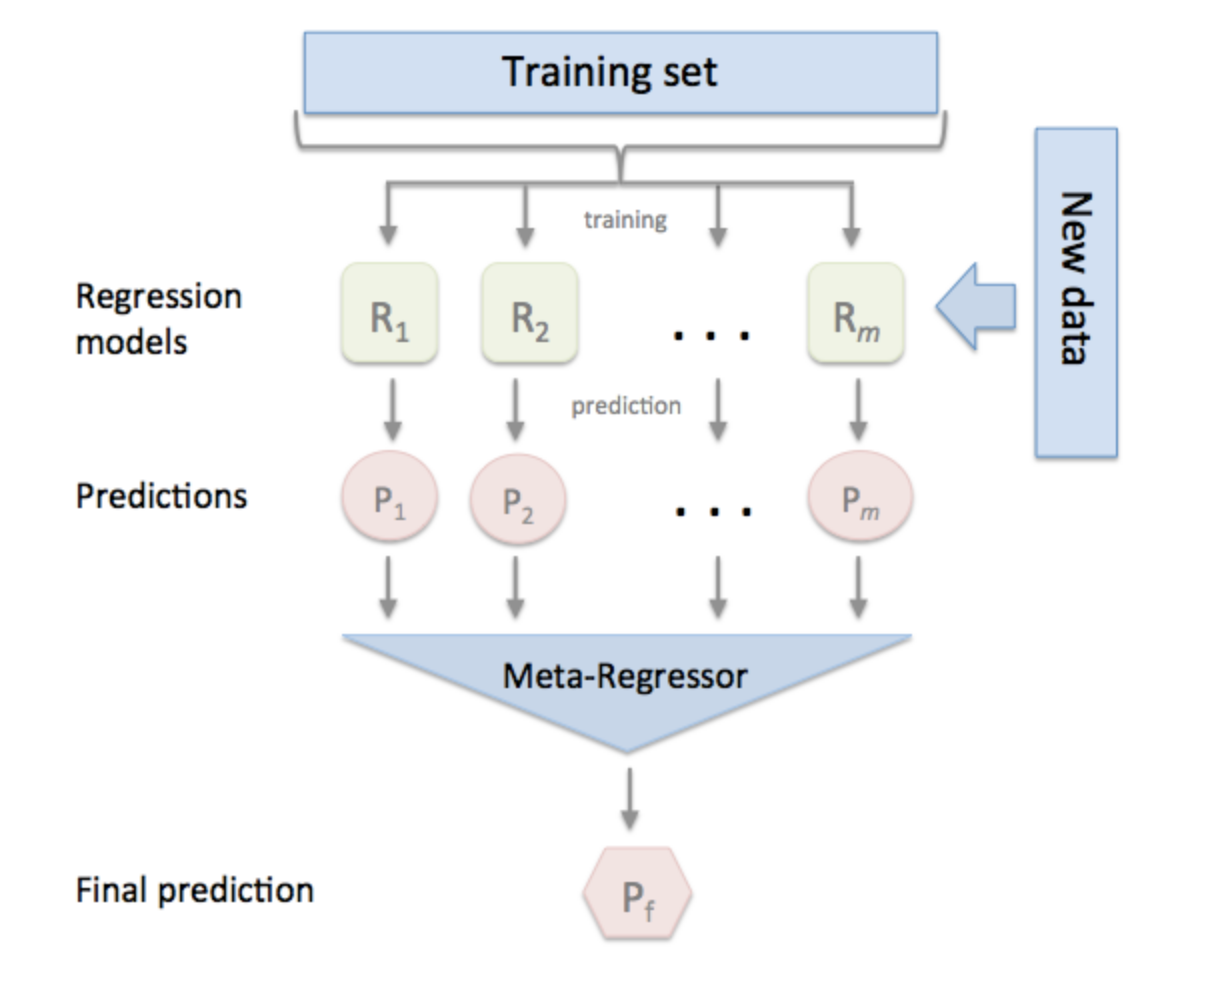 Training set
New data
training
Regression
models
R1
R2
. . .
Rm
prediction
Predictions
P1
P2
. . .
Pm
Meta-Regressor
Final prediction
Pf